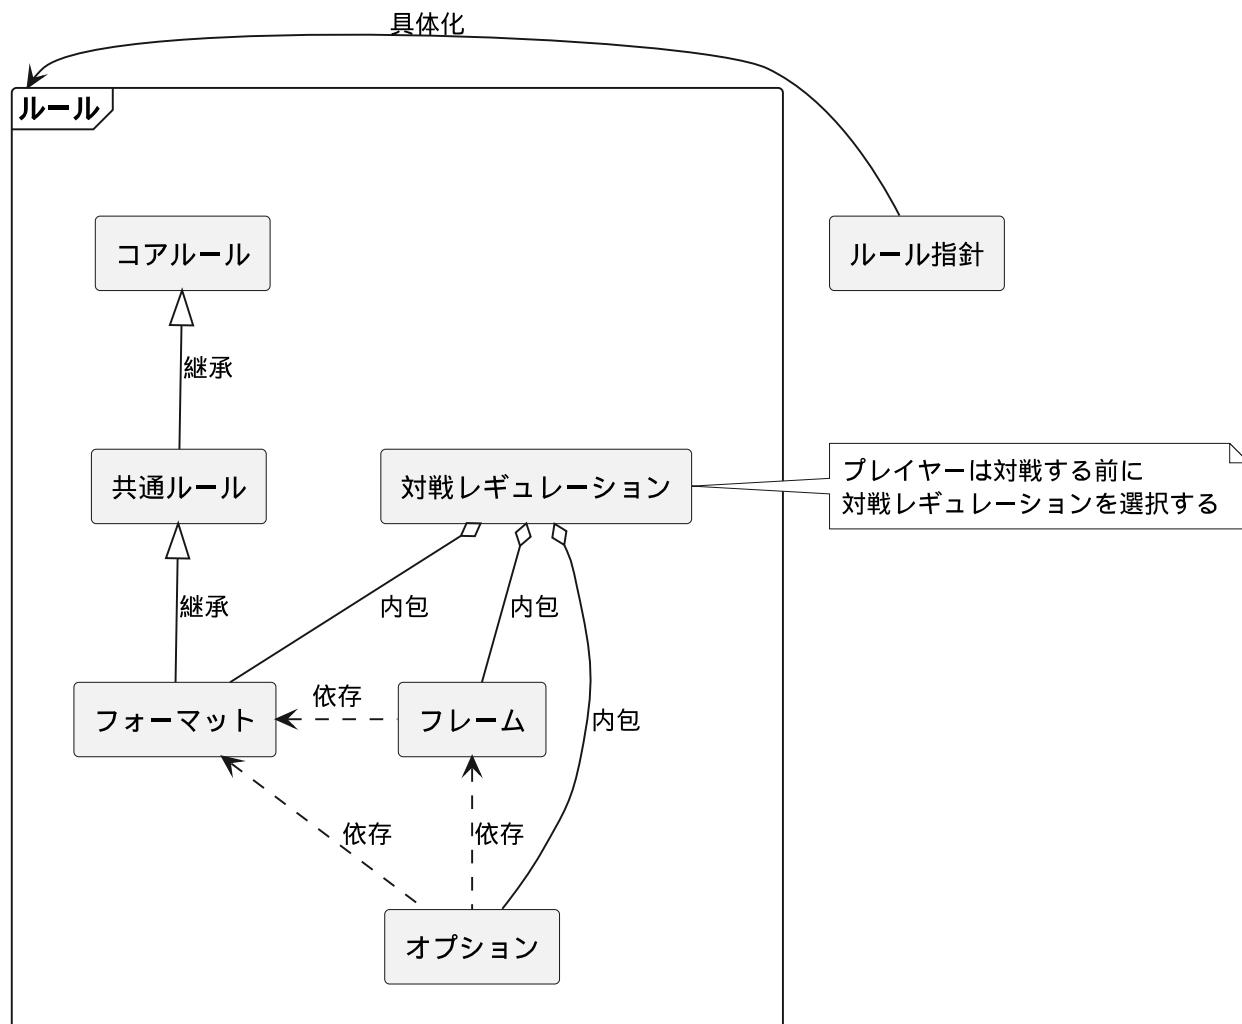 具体化
ルール
コアルール
ルール指針
継承
共通ルール
対戦レギュレーション
プレイヤーは対戦する前に
対戦レギュレーションを選択する
継承
内包
内包
内包
フォーマット
依存
フレーム
依存
依存
オプション